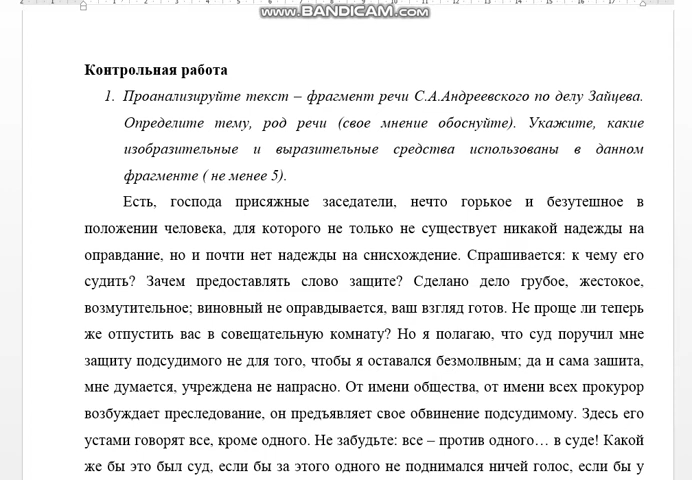 www.BANDICAM.com
Контрольная работа
1. Проанализируйте текст – фрагмент речи С.А.Андреевского по делу Зайцева.
Определите тему, род речи (свое мнение обоснуйте). Укажите, какие
изобразительные и выразительные средства использованы в данном
фрагменте ( не менее 5).
Есть, господа присяжные заседатели, нечто горькое и безутешное в
положении человека, для которого не только не существует никакой надежды на
оправдание, но и почти нет надежды на снисхождение. Спрашивается: к чему его
судить? Зачем предоставлять слово защите? Сделано дело грубое, жестокое,
возмутительное; виновный не оправдывается, ваш взгляд готов. Не проще ли теперь
же отпустить вас в совещательную комнату? Но я полагаю, что суд поручил мне
защиту подсудимого не для того, чтобы я оставался безмолвным; да и сама зашита,
мне думается, учреждена не напрасно. От имени общества, от имени всех прокурор
возбуждает преследование, он предъявляет свое обвинение подсудимому. Здесь его
устами говорят все, кроме одного. Не забудьте: все – против одного… в суде! Какой
же бы это был суд, если бы за этого одного не поднимался ничей голос, если бы у